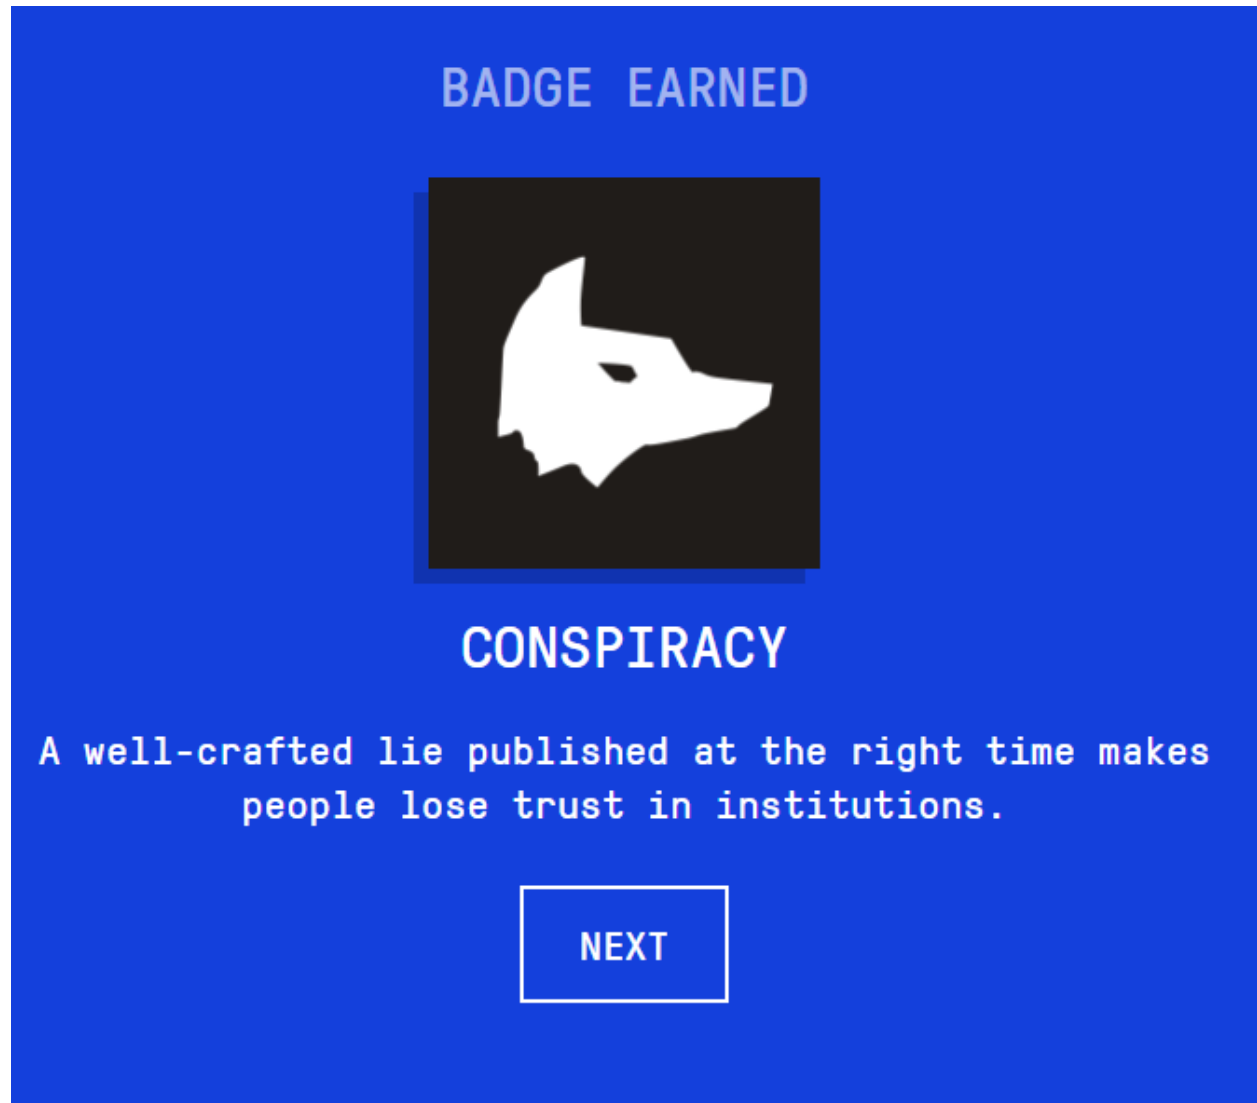 BADGE EARNED
CONSPIRACY
A well-crafted lie published at the right time makes
people lose trust in institutions.
NEXT